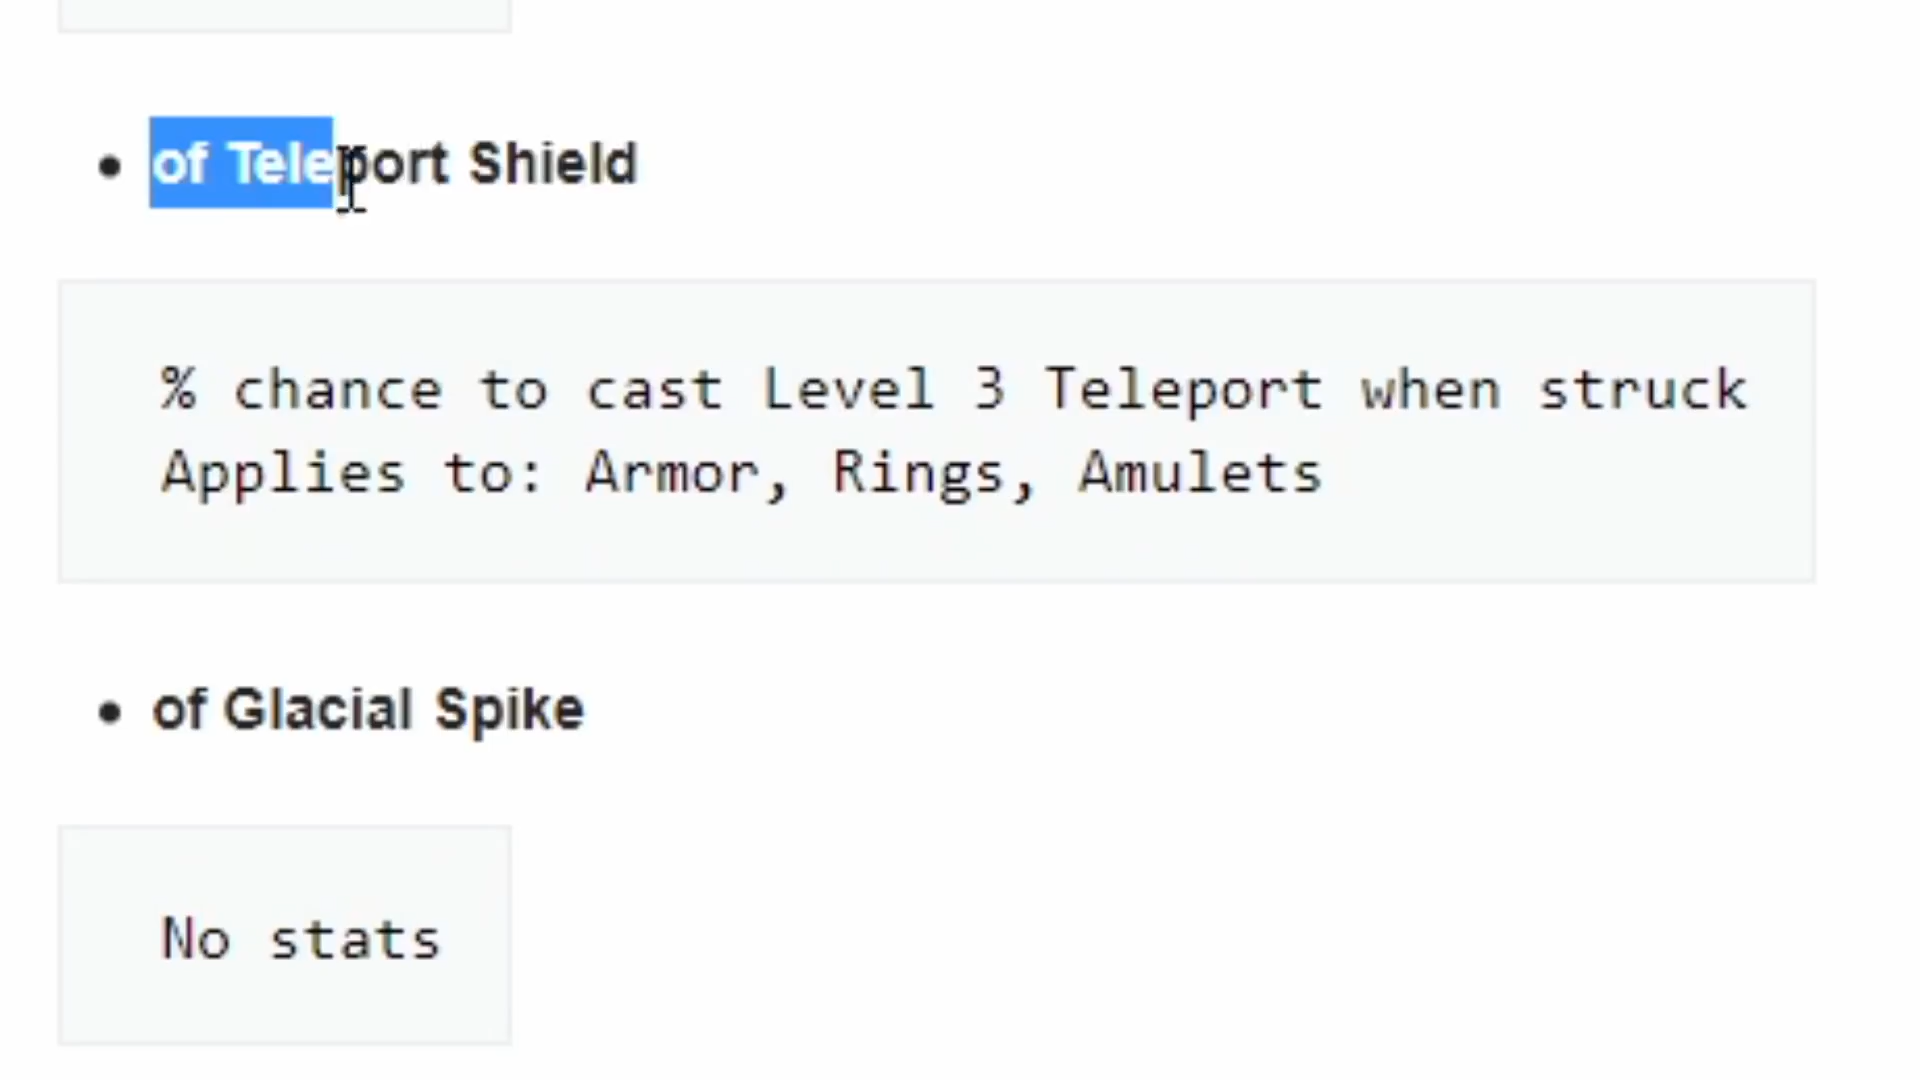 of Teleport Shield
% chance to cast Level 3 Teleport when struck
Applies to: Armor, Rings, Amulets
of Glacial Spike
No stats